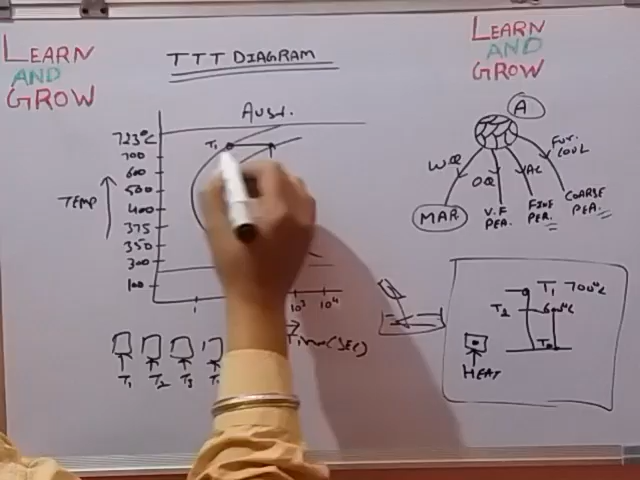 LEARN
AND
GROW
TTT DIAGRAM
LEARN
AND
GROW
Aust.
723°C
700
600
500
400
375
350
300
100
TEMP
T₁
1
10³ 10⁴
(SEC)
T₁ T₂ T₃
A
WQ OQ AC FUR. COOL
MAR. V.F PEA. FINE PER. COARSE PEA.
T₁ 700°C
T₂ 600°C
HEAT